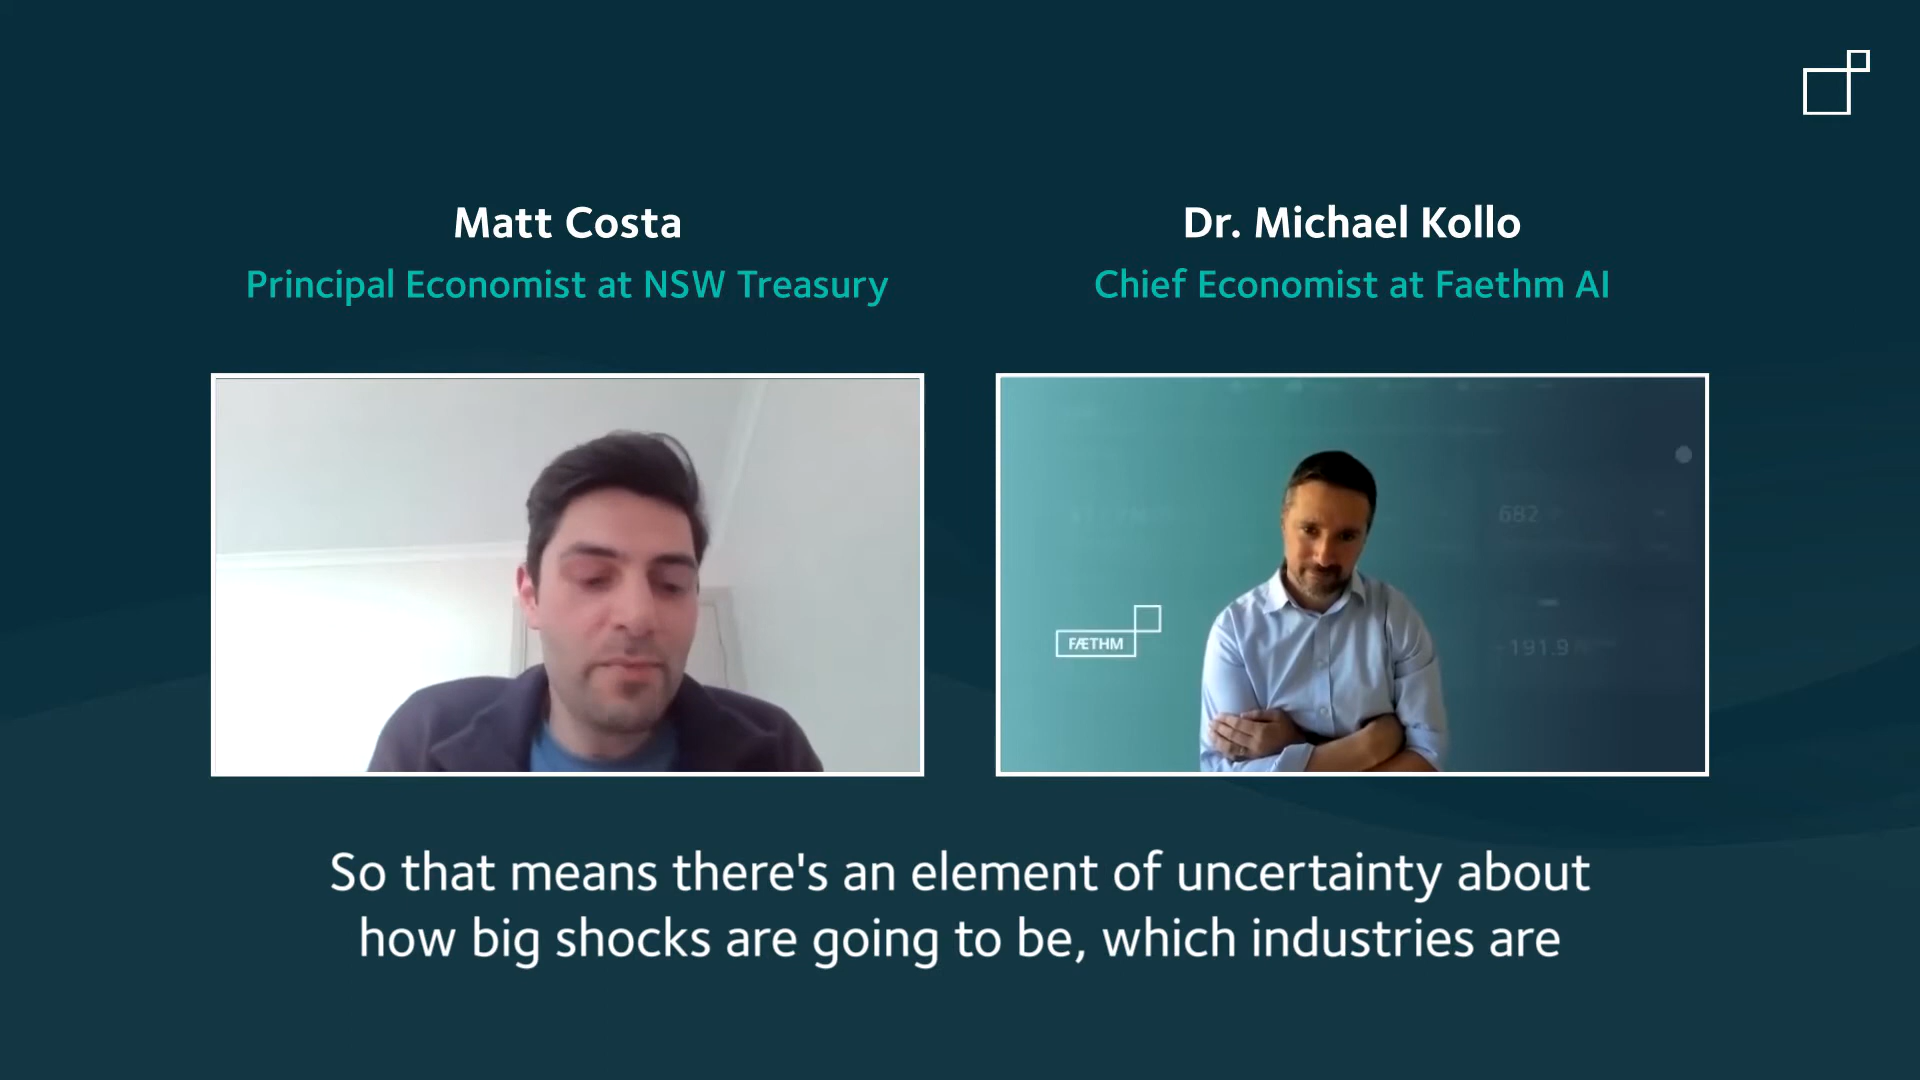 Matt Costa
Principal Economist at NSW Treasury
Dr. Michael Kollo
Chief Economist at Faethm AI
682
FÆTHM
-191.9
So that means there's an element of uncertainty about
how big shocks are going to be, which industries are